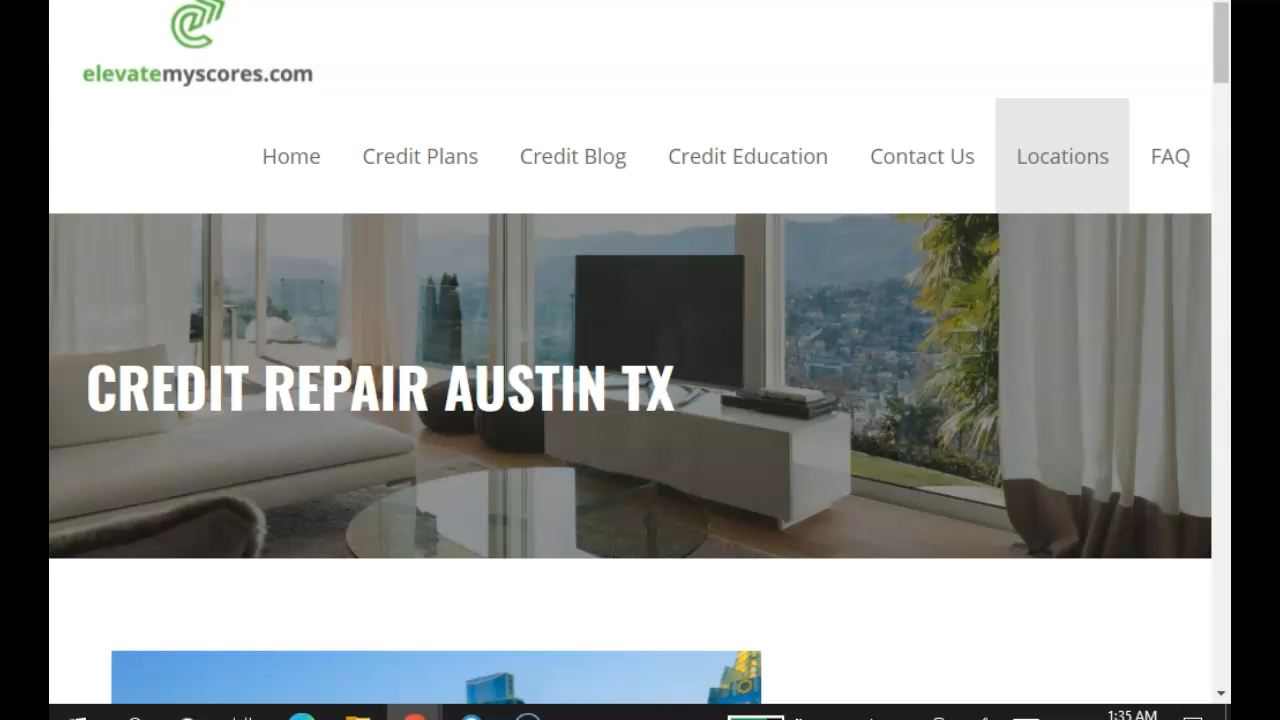 elevatemyscores.com
Home Credit Plans Credit Blog Credit Education Contact Us Locations FAQ
CREDIT REPAIR AUSTIN TX
1:35 AM